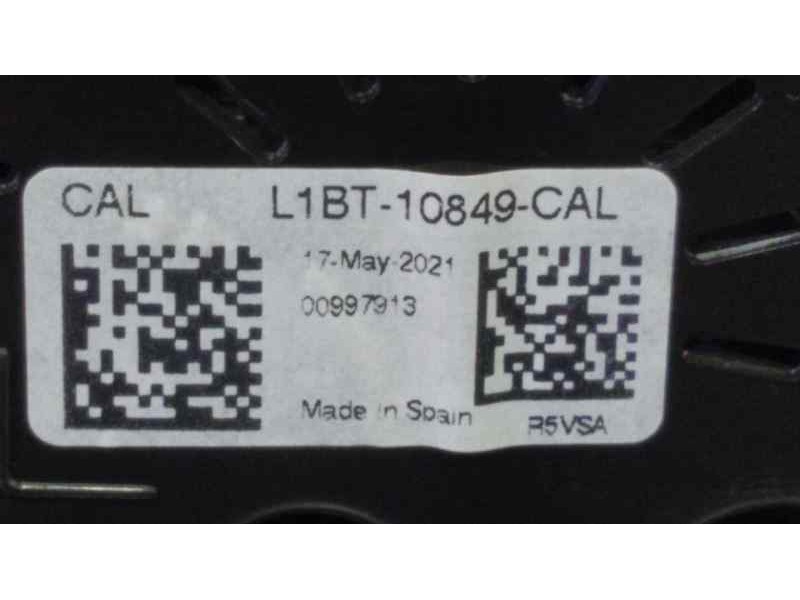 CAL L1BT-10849-CAL
17-May-2021
00997913
Made in Spain
R5VSA